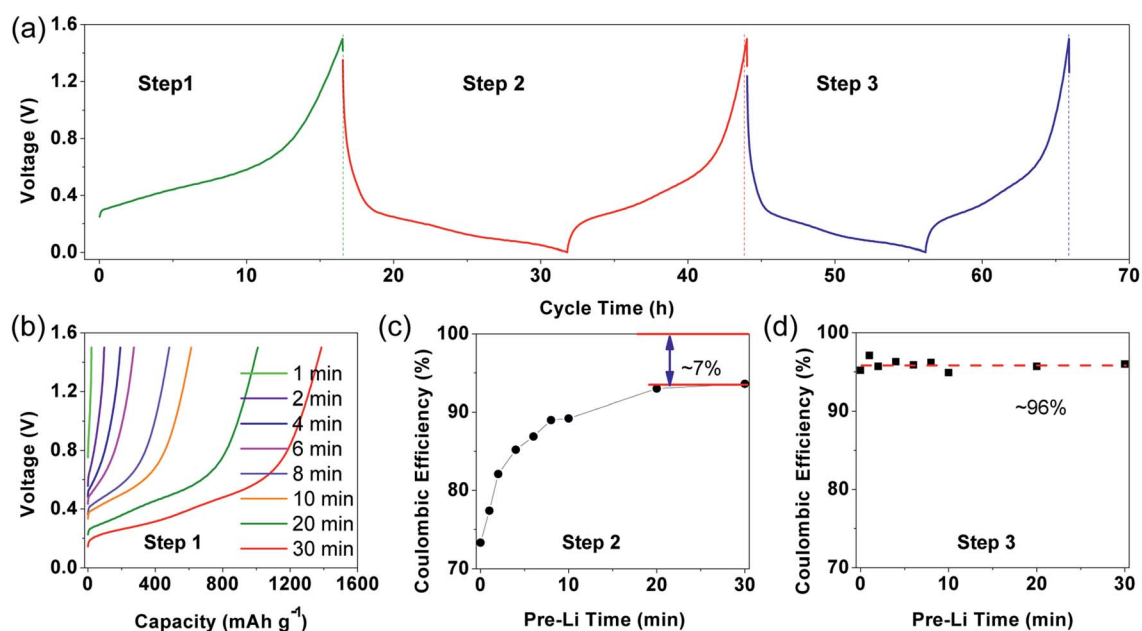 (a)
1.6
1.2
0.8
0.4
0.0
Voltage (V)
Step1
Step 2
Step 3
0
10
20
30
40
50
60
70
Cycle Time (h)
(b)
1.6
1.2
0.8
0.4
0.0
Voltage (V)
1 min
2 min
4 min
6 min
8 min
10 min
20 min
30 min
Step 1
0
400
800
1200
1600
Capacity (mAh g⁻¹)
(c)
100
90
80
70
Coulombic Efficiency (%)
~7%
Step 2
0
10
20
30
Pre-Li Time (min)
(d)
100
90
80
70
Coulombic Efficiency (%)
~96%
Step 3
0
10
20
30
Pre-Li Time (min)